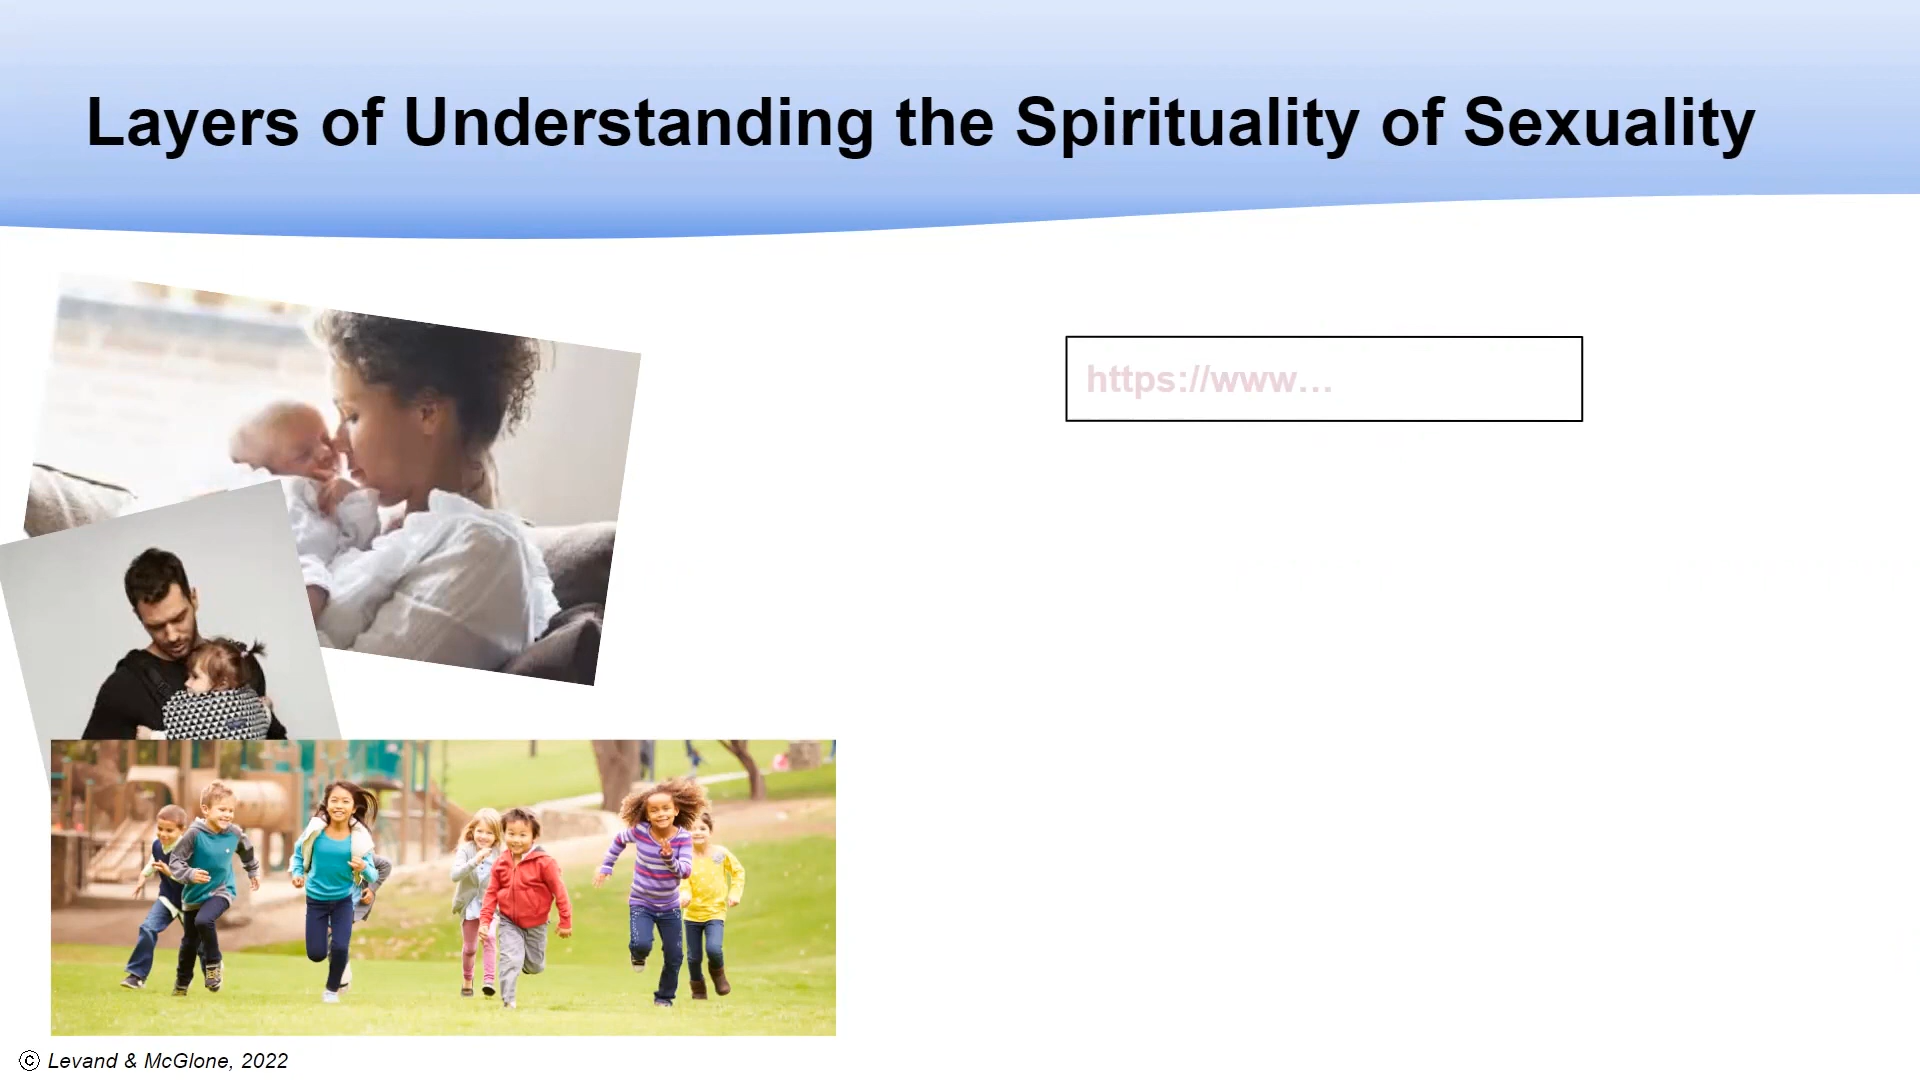 Layers of Understanding the Spirituality of Sexuality
https://www...
© Levand & McGlone, 2022